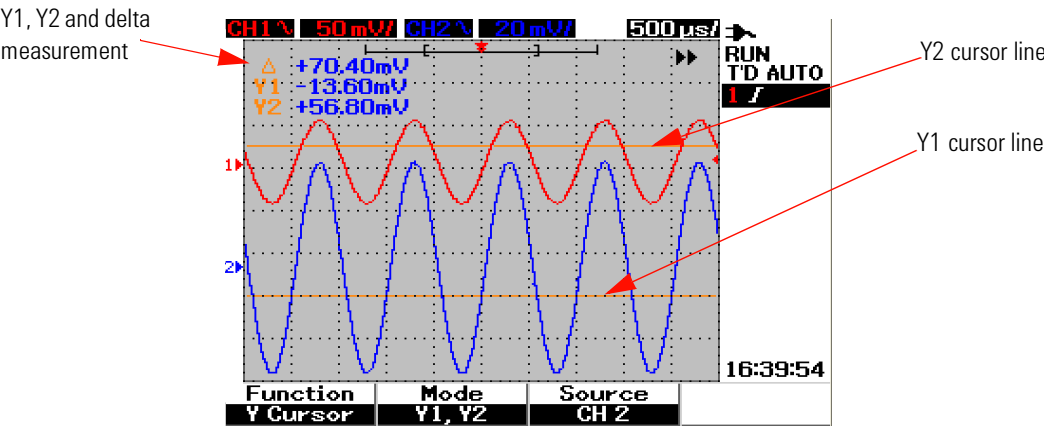 Y1, Y2 and delta
measurement
CH1 50 mV/ CH2 20 mV/ 500 µs/
RUN
T'D AUTO
1
Δ +70.40mV
Y1 -13.60mV
Y2 +56.80mV
Y2 cursor line
Y1 cursor line
1
2
16:39:54
Function Mode Source
Y Cursor Y1, Y2 CH 2